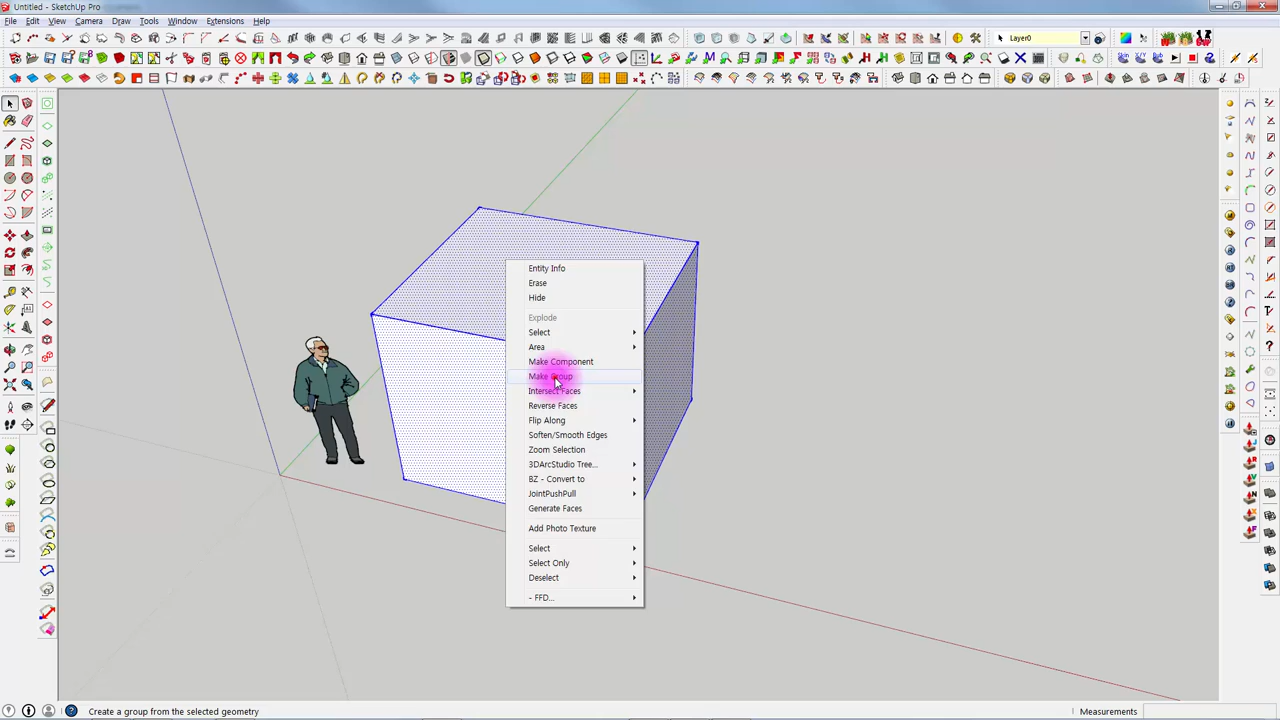 Untitled - SketchUp Pro
File Edit View Camera Draw Tools Window Extensions Help
Layer0
Entity Info
Erase
Hide
Explode
Select
Area
Make Component
Make Group
Intersect Faces
Reverse Faces
Flip Along
Soften/Smooth Edges
Zoom Selection
3DArcStudio Tree...
BZ - Convert to
JointPushPull
Generate Faces
Add Photo Texture
Select
Select Only
Deselect
- FFD...
Create a group from the selected geometry
Measurements